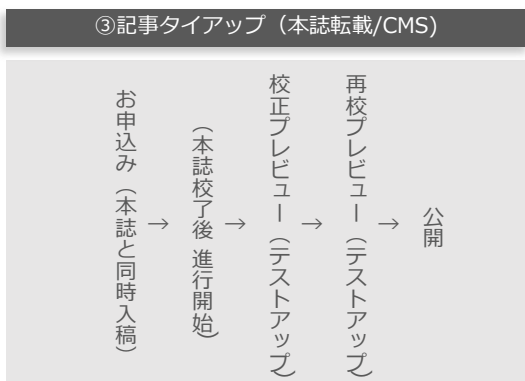 ③記事タイアップ（本誌転載/CMS)
お申込み（本誌と同時入稿）
→
（本誌校了後 進行開始）
→
校正プレビュー（テストアップ）
→
再校プレビュー（テストアップ）
→
公開